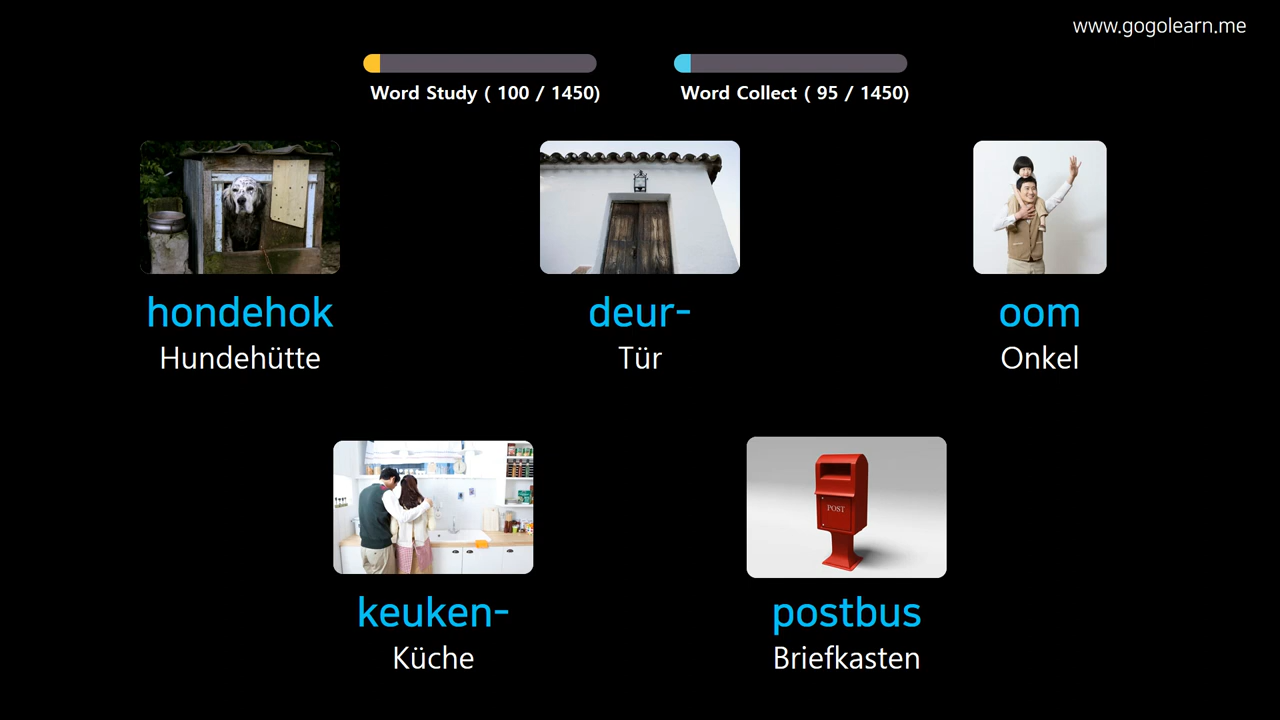 www.gogolearn.me
Word Study ( 100 / 1450)
Word Collect ( 95 / 1450)
hondehok
Hundehütte
deur-
Tür
oom
Onkel
keuken-
Küche
POST
postbus
Briefkasten